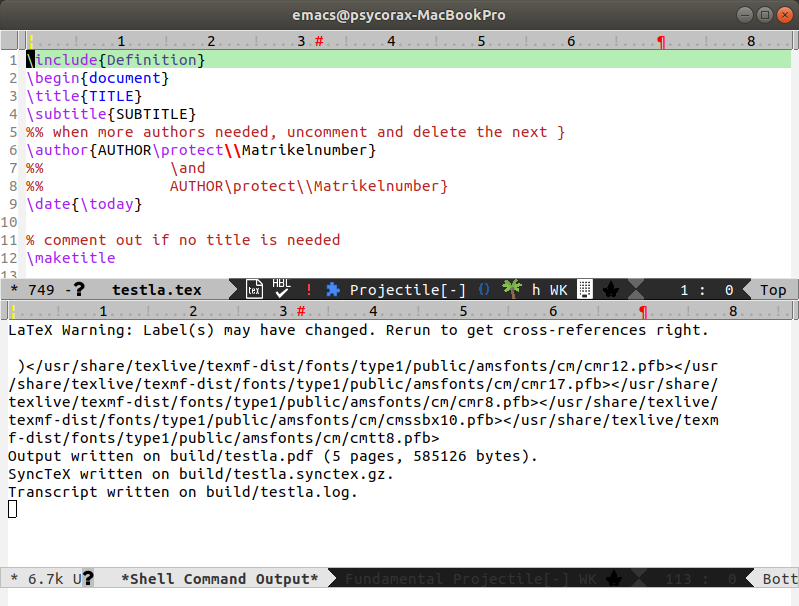 emacs@psycorax-MacBookPro
1 2 3 # 4 5 6 ¶ 8
1 \include{Definition}
2 \begin{document}
3 \title{TITLE}
4 \subtitle{SUBTITLE}
5 %% when more authors needed, uncomment and delete the next }
6 \author{AUTHOR\protect\\Matrikelnumber}
7 %% \and
8 %% AUTHOR\protect\\Matrikelnumber}
9 \date{\today}
10
11 % comment out if no title is needed
12 \maketitle
13
* 749 -? testla.tex tex HBL ! Projectile[-] {} h WK 1 : 0 Top
1 2 3 # 4 5 6 ¶ 8
LaTeX Warning: Label(s) may have changed. Rerun to get cross-references right.
)</usr/share/texlive/texmf-dist/fonts/type1/public/amsfonts/cm/cmr12.pfb></usr
/share/texlive/texmf-dist/fonts/type1/public/amsfonts/cm/cmr17.pfb></usr/share/
texlive/texmf-dist/fonts/type1/public/amsfonts/cm/cmr8.pfb></usr/share/texlive/
texmf-dist/fonts/type1/public/amsfonts/cm/cmssbx10.pfb></usr/share/texlive/texm
f-dist/fonts/type1/public/amsfonts/cm/cmtt8.pfb>
Output written on build/testla.pdf (5 pages, 585126 bytes).
SyncTeX written on build/testla.synctex.gz.
Transcript written on build/testla.log.
* 6.7k U? *Shell Command Output* Fundamental Projectile[-] WK 113 : 0 Bott